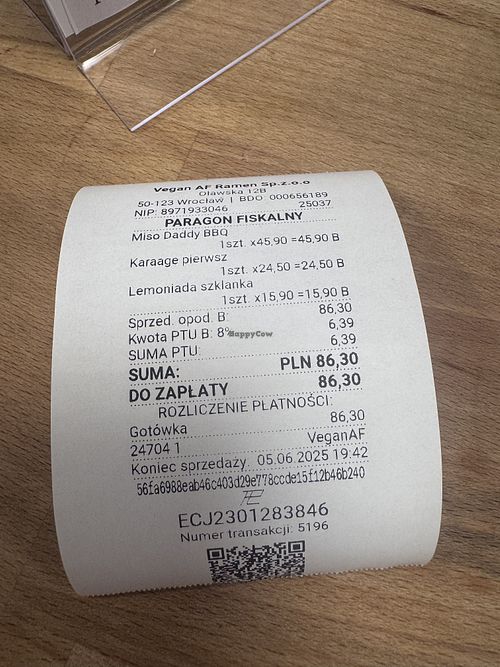 Vegan AF Ramen Sp.z.o.o
Oławska 12B
50-123 Wrocław | BDO: 000656189
NIP: 8971933046 25037
PARAGON FISKALNY
Miso Daddy BBQ
1szt. x45,90 =45,90 B
Karaage pierwsz
1szt. x24,50 =24,50 B
Lemoniada szklanka
1szt. x15,90 =15,90 B
Sprzed. opod. B: 86,30
Kwota PTU B: 8% 6,39
SUMA PTU: 6,39
SUMA: PLN 86,30
DO ZAPŁATY 86,30
ROZLICZENIE PŁATNOŚCI:
Gotówka 86,30
24704 1 VeganAF
Koniec sprzedaży: 05.06.2025 19:42
56fa6988eab46c403d29e778ccde15f12b46b240
ECJ2301283846
Numer transakcji: 5196
HappyCow